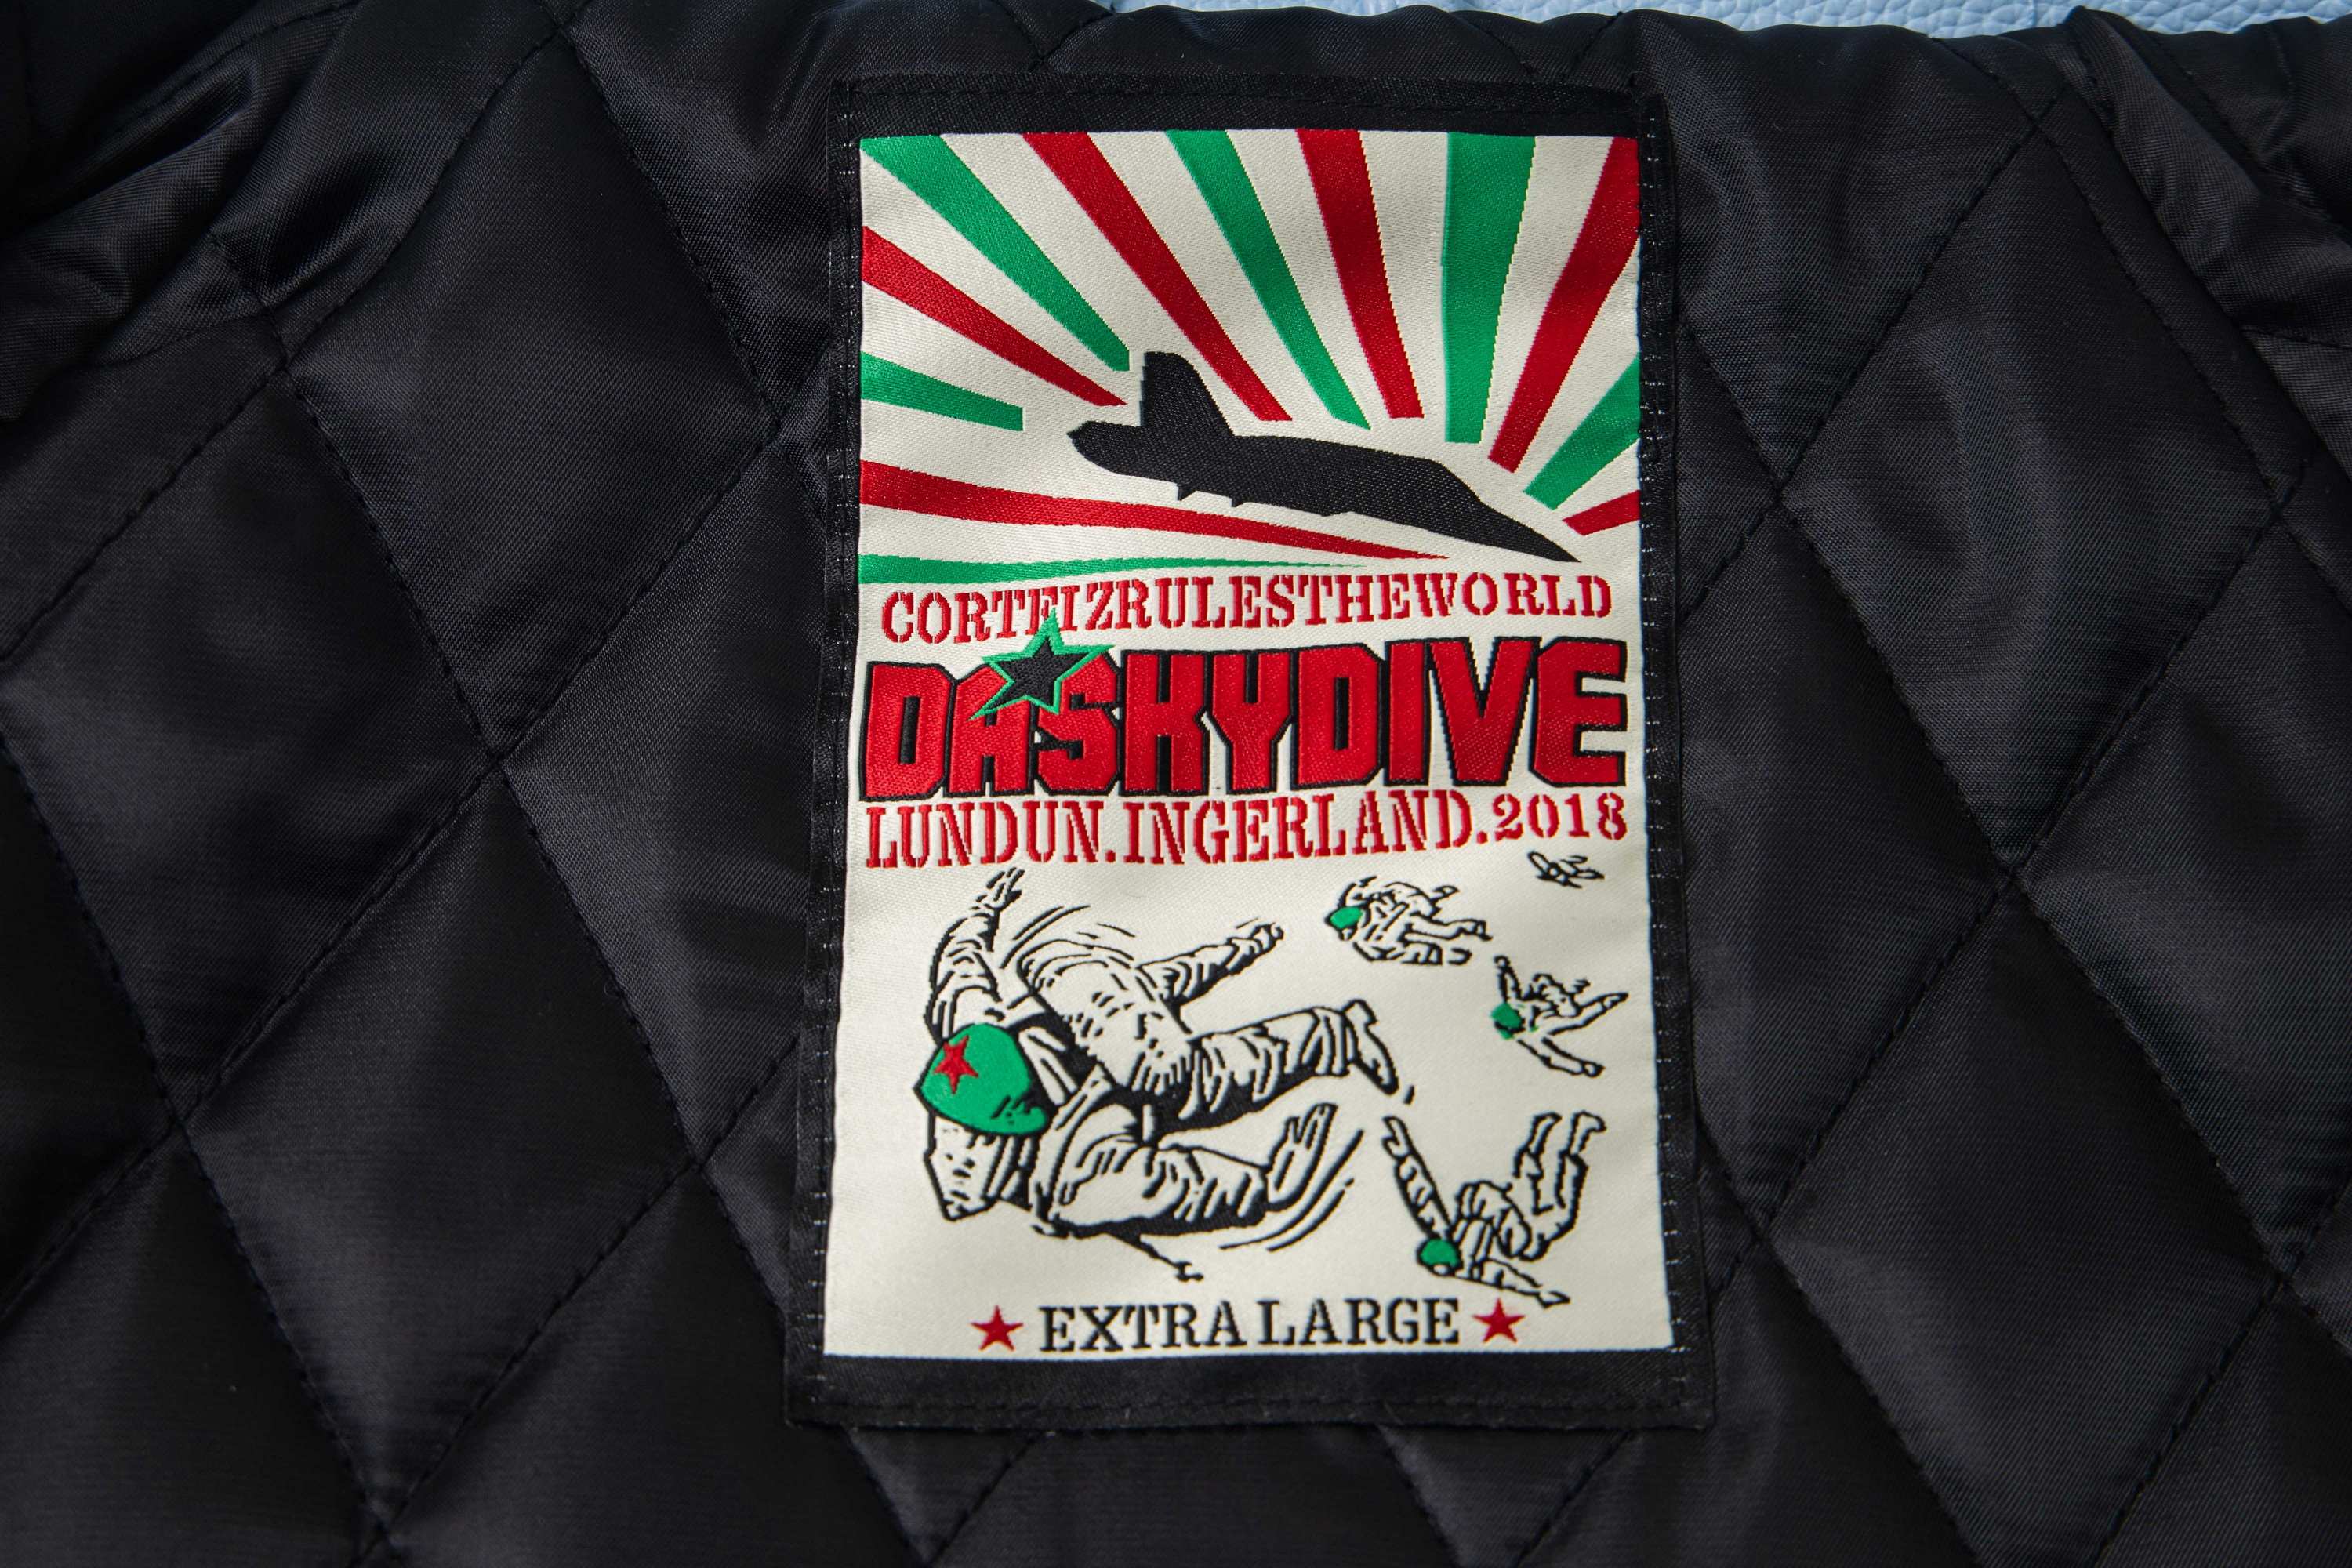 CORTEIZRULESTHEWORLD
DASKYDIVE
LUNDUN.INGERLAND.2018
EXTRA LARGE